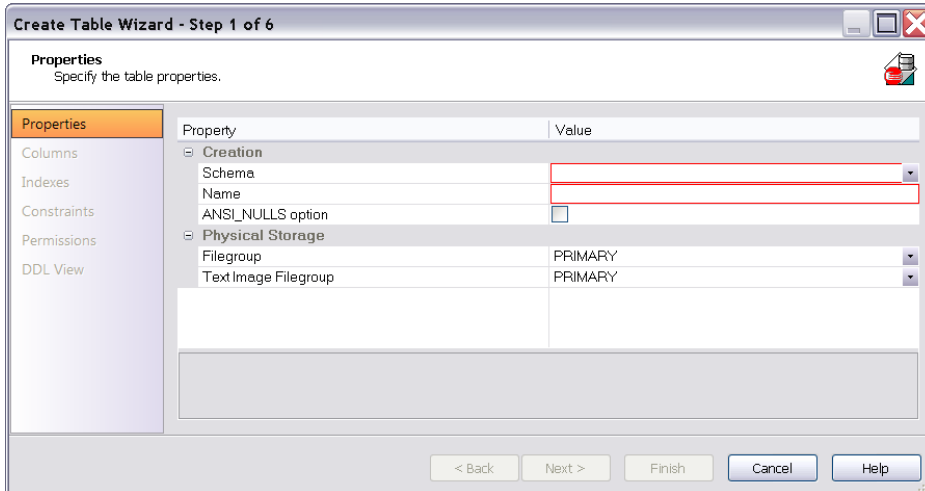 Create Table Wizard - Step 1 of 6
Properties
Specify the table properties.
Properties
Columns
Indexes
Constraints
Permissions
DDL View
Property Value
Creation
Schema
Name
ANSI_NULLS option
Physical Storage
Filegroup PRIMARY
Text Image Filegroup PRIMARY
< Back Next > Finish Cancel Help